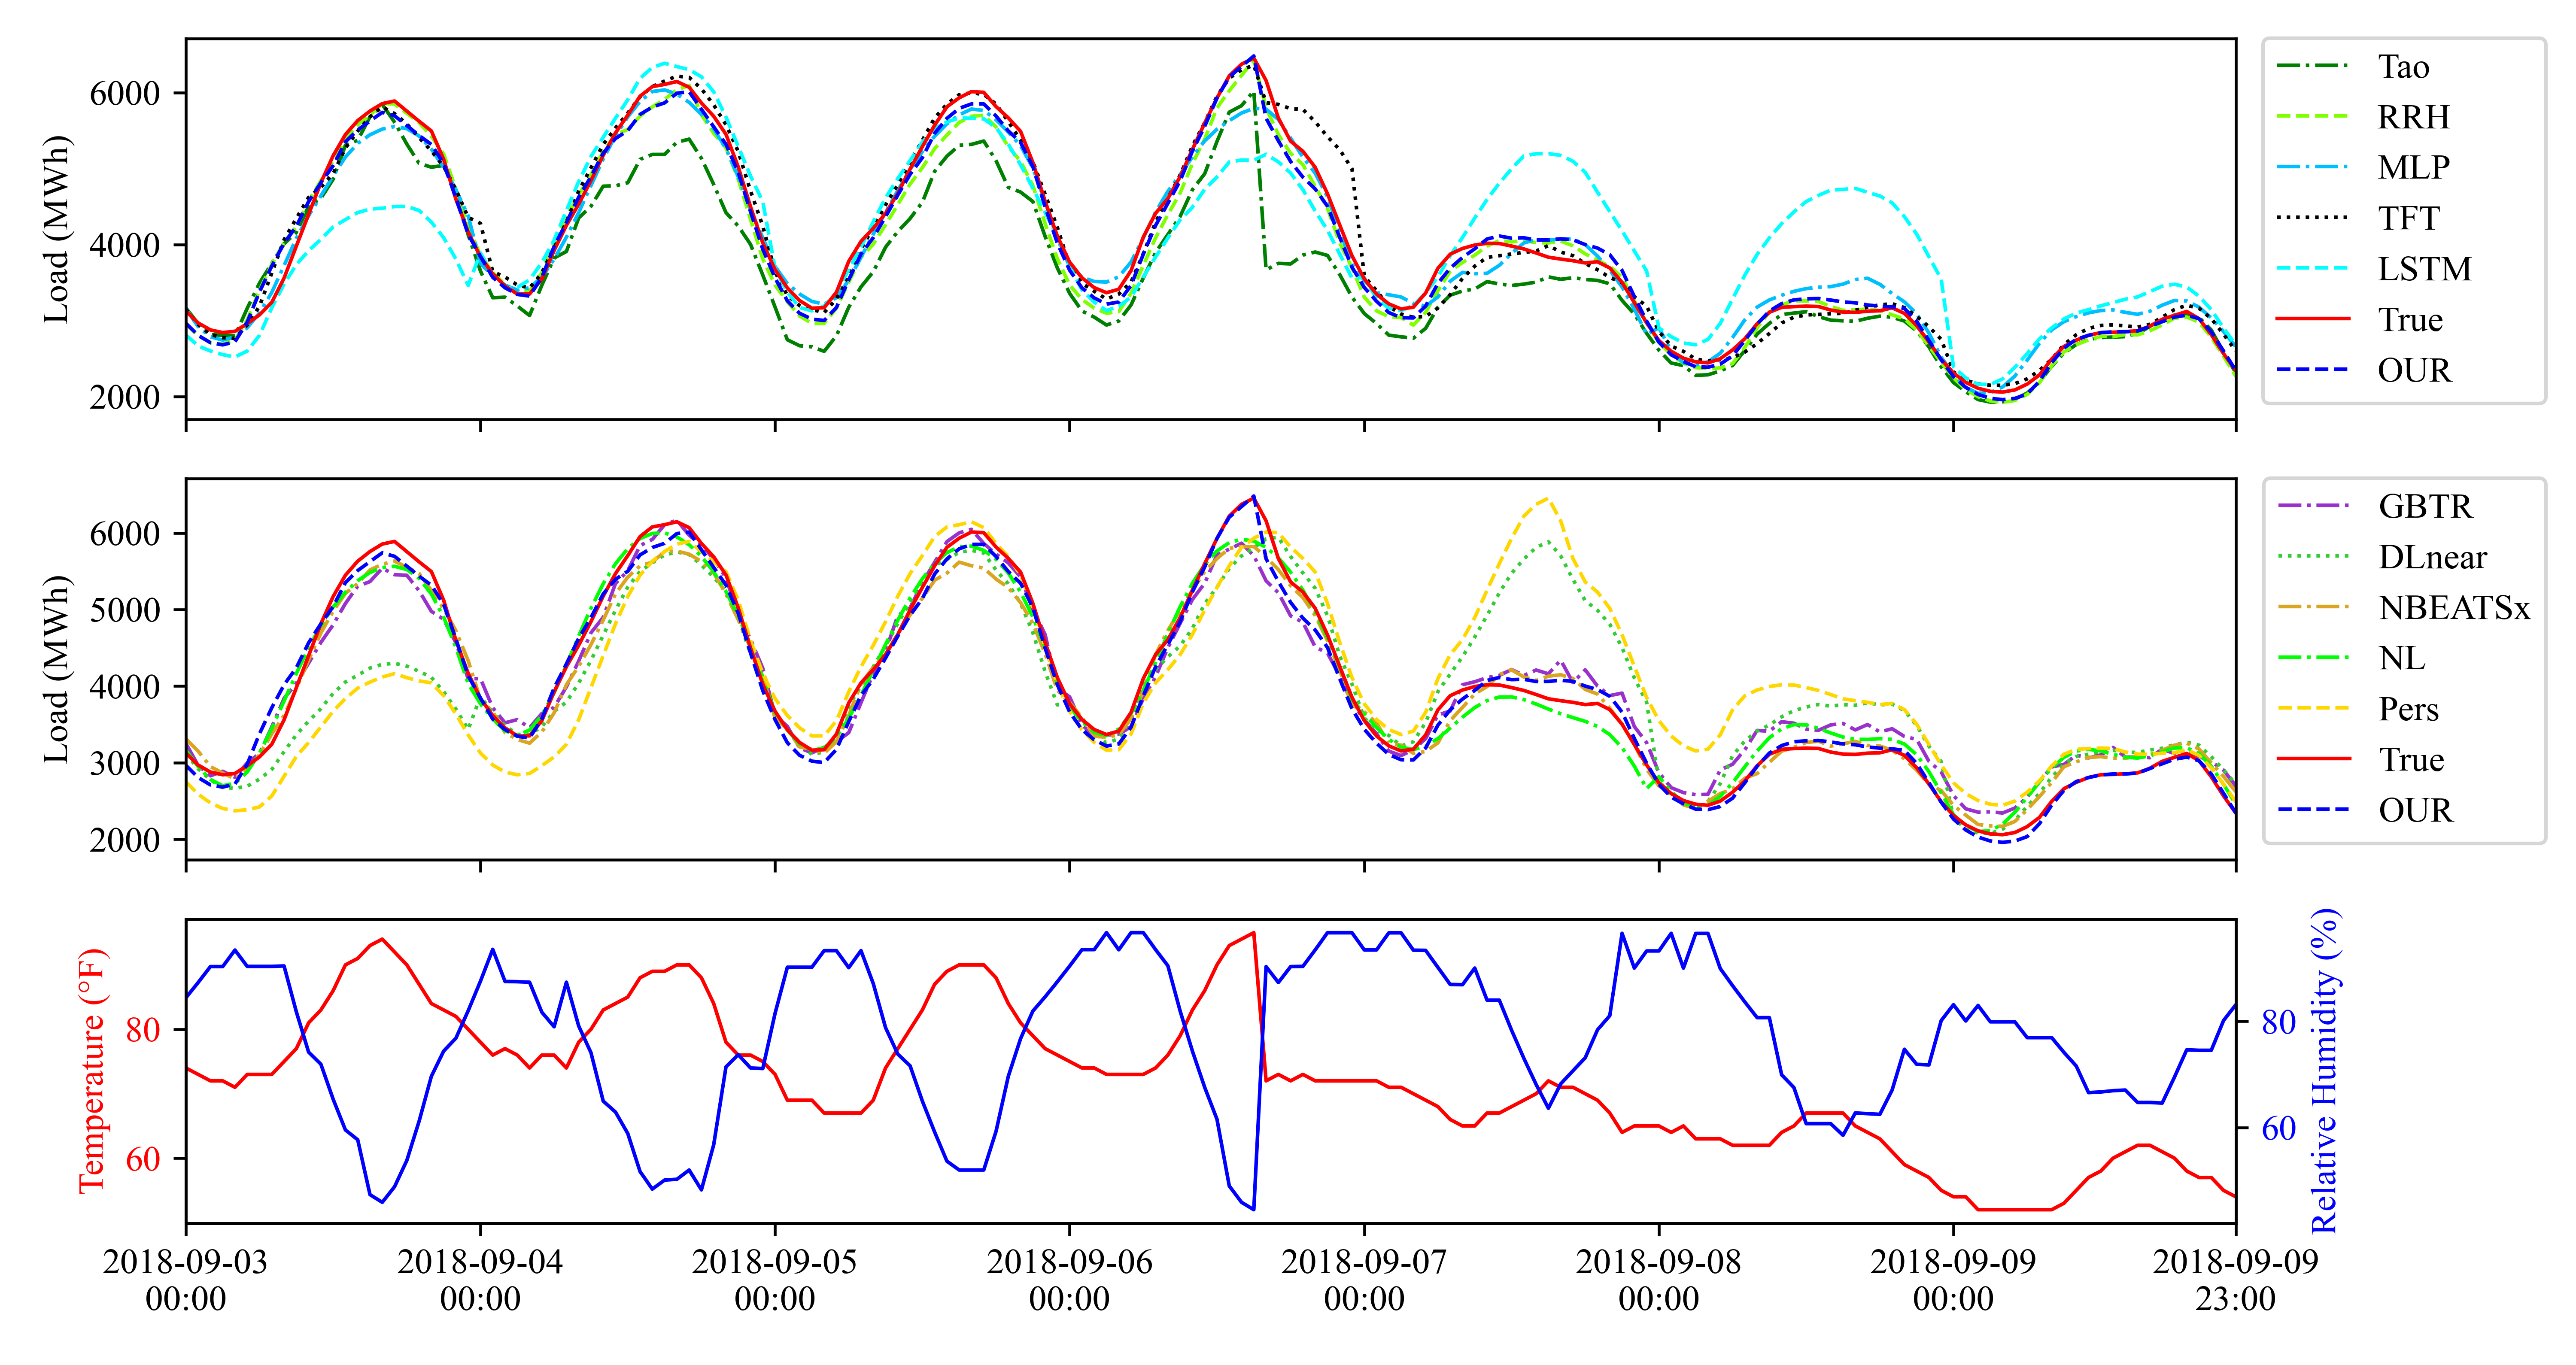 Load (MWh)
6000
4000
2000
Tao
RRH
MLP
TFT
LSTM
True
OUR
Load (MWh)
6000
5000
4000
3000
2000
GBTR
DLnear
NBEATSx
NL
Pers
True
OUR
Temperature (°F)
80
60
80
60
Relative Humidity (%)
2018-09-03
00:00
2018-09-04
00:00
2018-09-05
00:00
2018-09-06
00:00
2018-09-07
00:00
2018-09-08
00:00
2018-09-09
00:00
2018-09-09
23:00